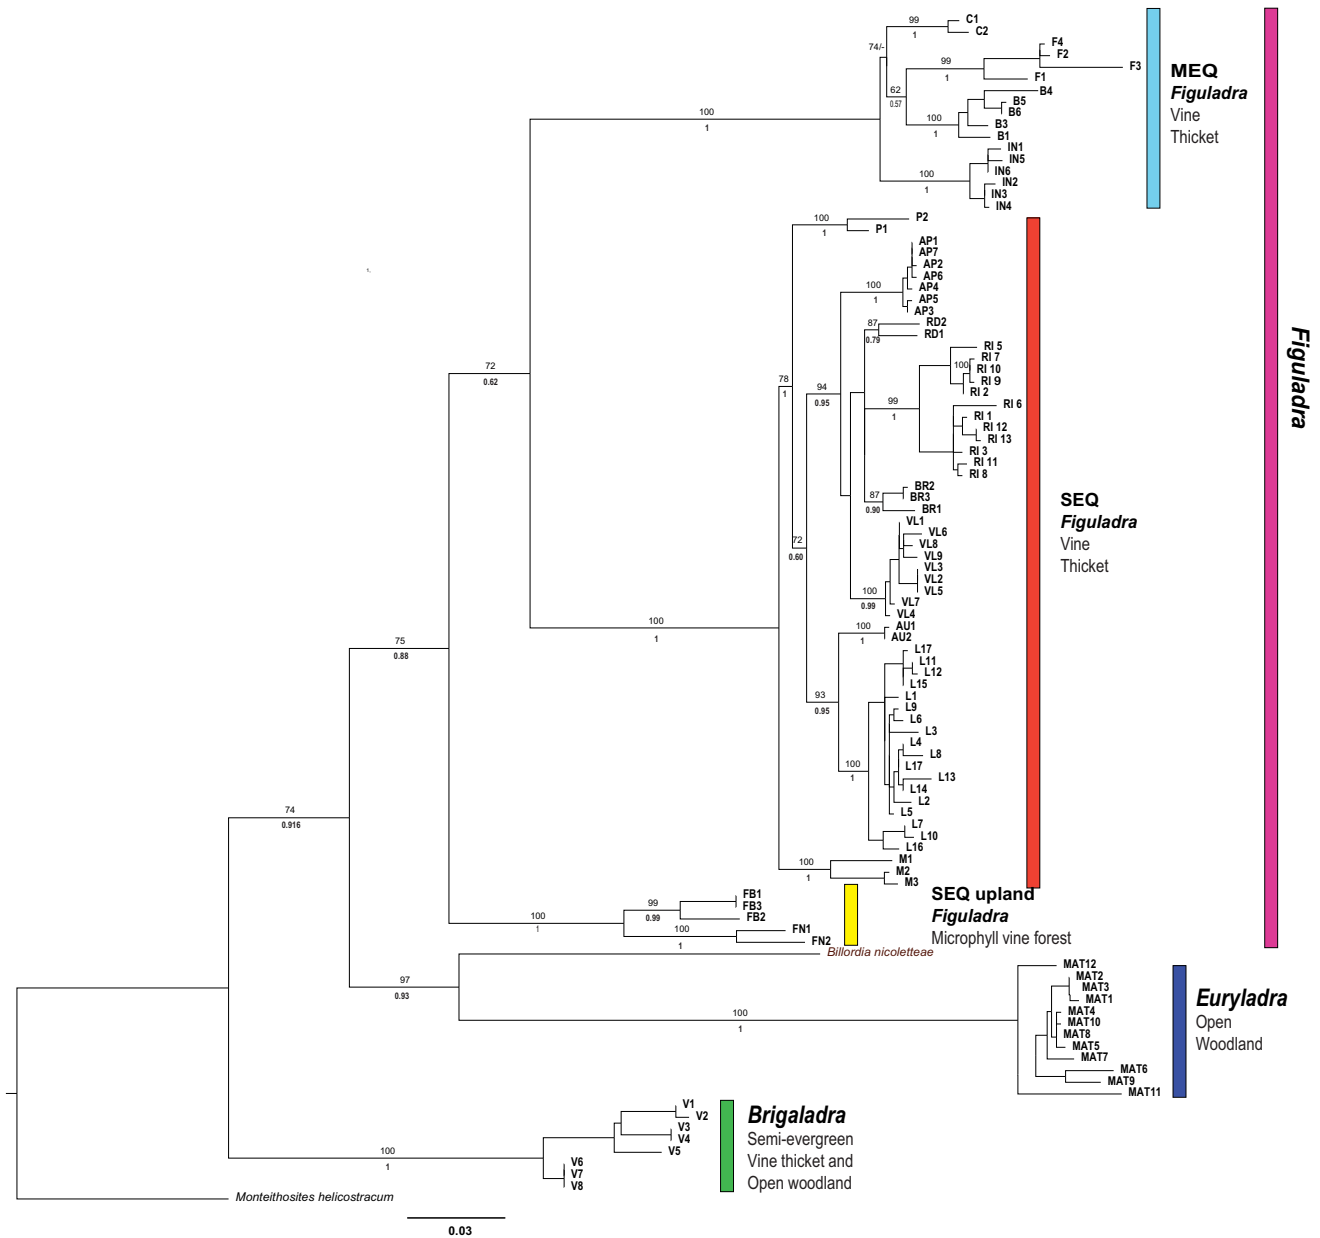 99
1
C1
C2
74/-
F4
F2
F3
99
1
F1
62
0.57
B4
B5
B6
100
1
B3
B1
IN1
IN5
IN6
100
1
IN2
IN3
IN4
100
1
MEQ
Figuladra
Vine
Thicket
Figuladra
100
1
P2
P1
AP1
AP7
AP2
AP6
100
1
AP4
AP5
AP3
87
0.79
RD2
RD1
RI 5
RI 7
100
RI 10
RI 9
RI 2
99
1
RI 6
RI 1
RI 12
RI 13
RI 3
RI 11
RI 8
94
0.95
78
1
72
0.62
87
0.90
BR2
BR3
BR1
VL1
VL6
VL8
VL9
VL3
VL2
VL5
100
0.99
VL7
VL4
72
0.60
100
1
AU1
AU2
100
1
L17
L11
L12
L15
93
0.95
L1
L9
L6
L3
L4
L8
L17
100
1
L13
L14
L2
L5
L7
L10
L16
100
1
M1
M2
M3
SEQ
Figuladra
Vine
Thicket
75
0.88
99
0.99
FB1
FB3
FB2
100
1
100
1
FN1
FN2
SEQ upland
Figuladra
Microphyll vine forest
Billordia nicoletteae
74
0.916
97
0.93
100
1
MAT12
MAT2
MAT3
MAT1
MAT4
MAT10
MAT8
MAT5
MAT7
MAT6
MAT9
MAT11
Euryladra
Open
Woodland
V1
V2
V3
V4
V5
100
1
V6
V7
V8
Brigaladra
Semi-evergreen
Vine thicket and
Open woodland
Monteithosites helicostracum
0.03